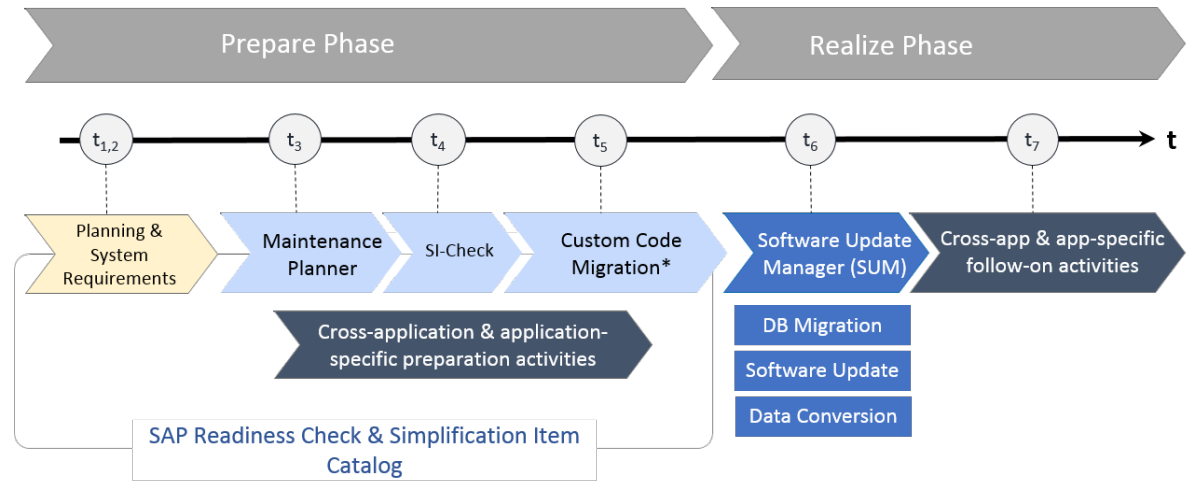 Prepare Phase
Realize Phase
t1,2
t3
t4
t5
t6
t7
t
Planning &
System
Requirements
Maintenance
Planner
SI-Check
Custom Code
Migration*
Software Update
Manager (SUM)
Cross-app & app-specific
follow-on activities
Cross-application & application-
specific preparation activities
DB Migration
Software Update
Data Conversion
SAP Readiness Check & Simplification Item
Catalog